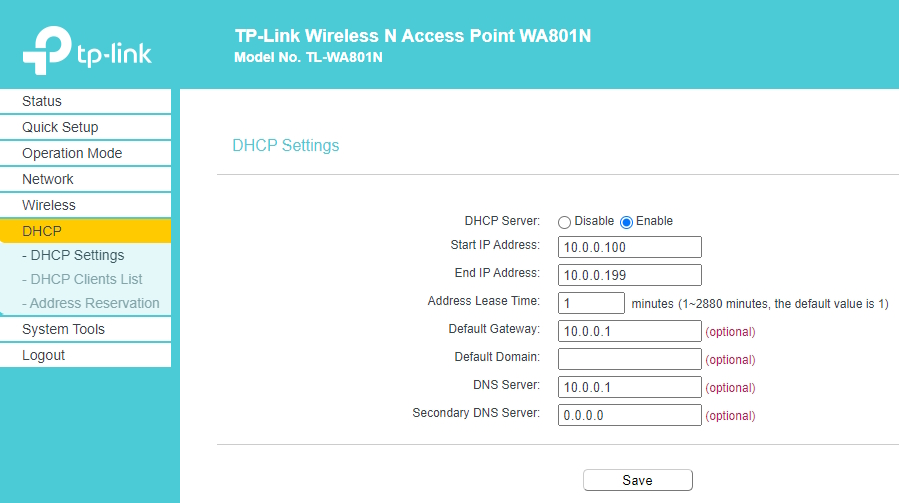 tp-link
TP-Link Wireless N Access Point WA801N
Model No. TL-WA801N
Status
Quick Setup
Operation Mode
Network
Wireless
DHCP
- DHCP Settings
- DHCP Clients List
- Address Reservation
System Tools
Logout
DHCP Settings
DHCP Server: Disable Enable
Start IP Address: 10.0.0.100
End IP Address: 10.0.0.199
Address Lease Time: 1 minutes (1~2880 minutes, the default value is 1)
Default Gateway: 10.0.0.1 (optional)
Default Domain: (optional)
DNS Server: 10.0.0.1 (optional)
Secondary DNS Server: 0.0.0.0 (optional)
Save